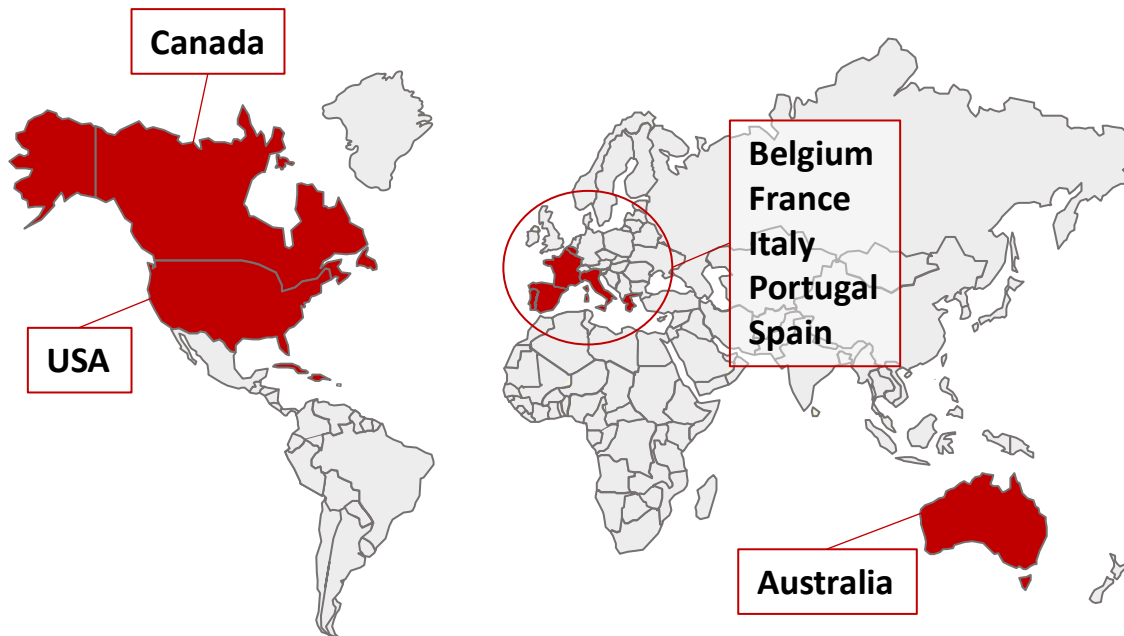 Canada
Belgium
France
Italy
Portugal
Spain
USA
Australia